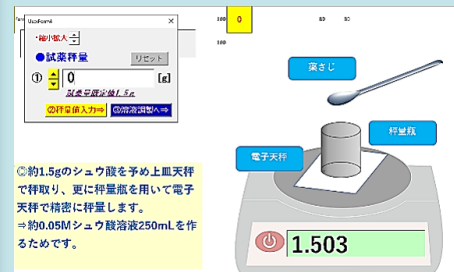 Userform1
・縮小拡大
●試薬秤量
リセット
① 0 [g]
試薬量既定値1.5g
②秤量値入力⇒ ③溶液調製へ⇒
◎約1.5gのシュウ酸を予め上皿天秤
で秤取り、更に秤量瓶を用いて電子
天秤で精密に秤量します。
⇒約0.05Mシュウ酸溶液250mLを作
るためです。
0
薬さじ
秤量瓶
電子天秤
1.503